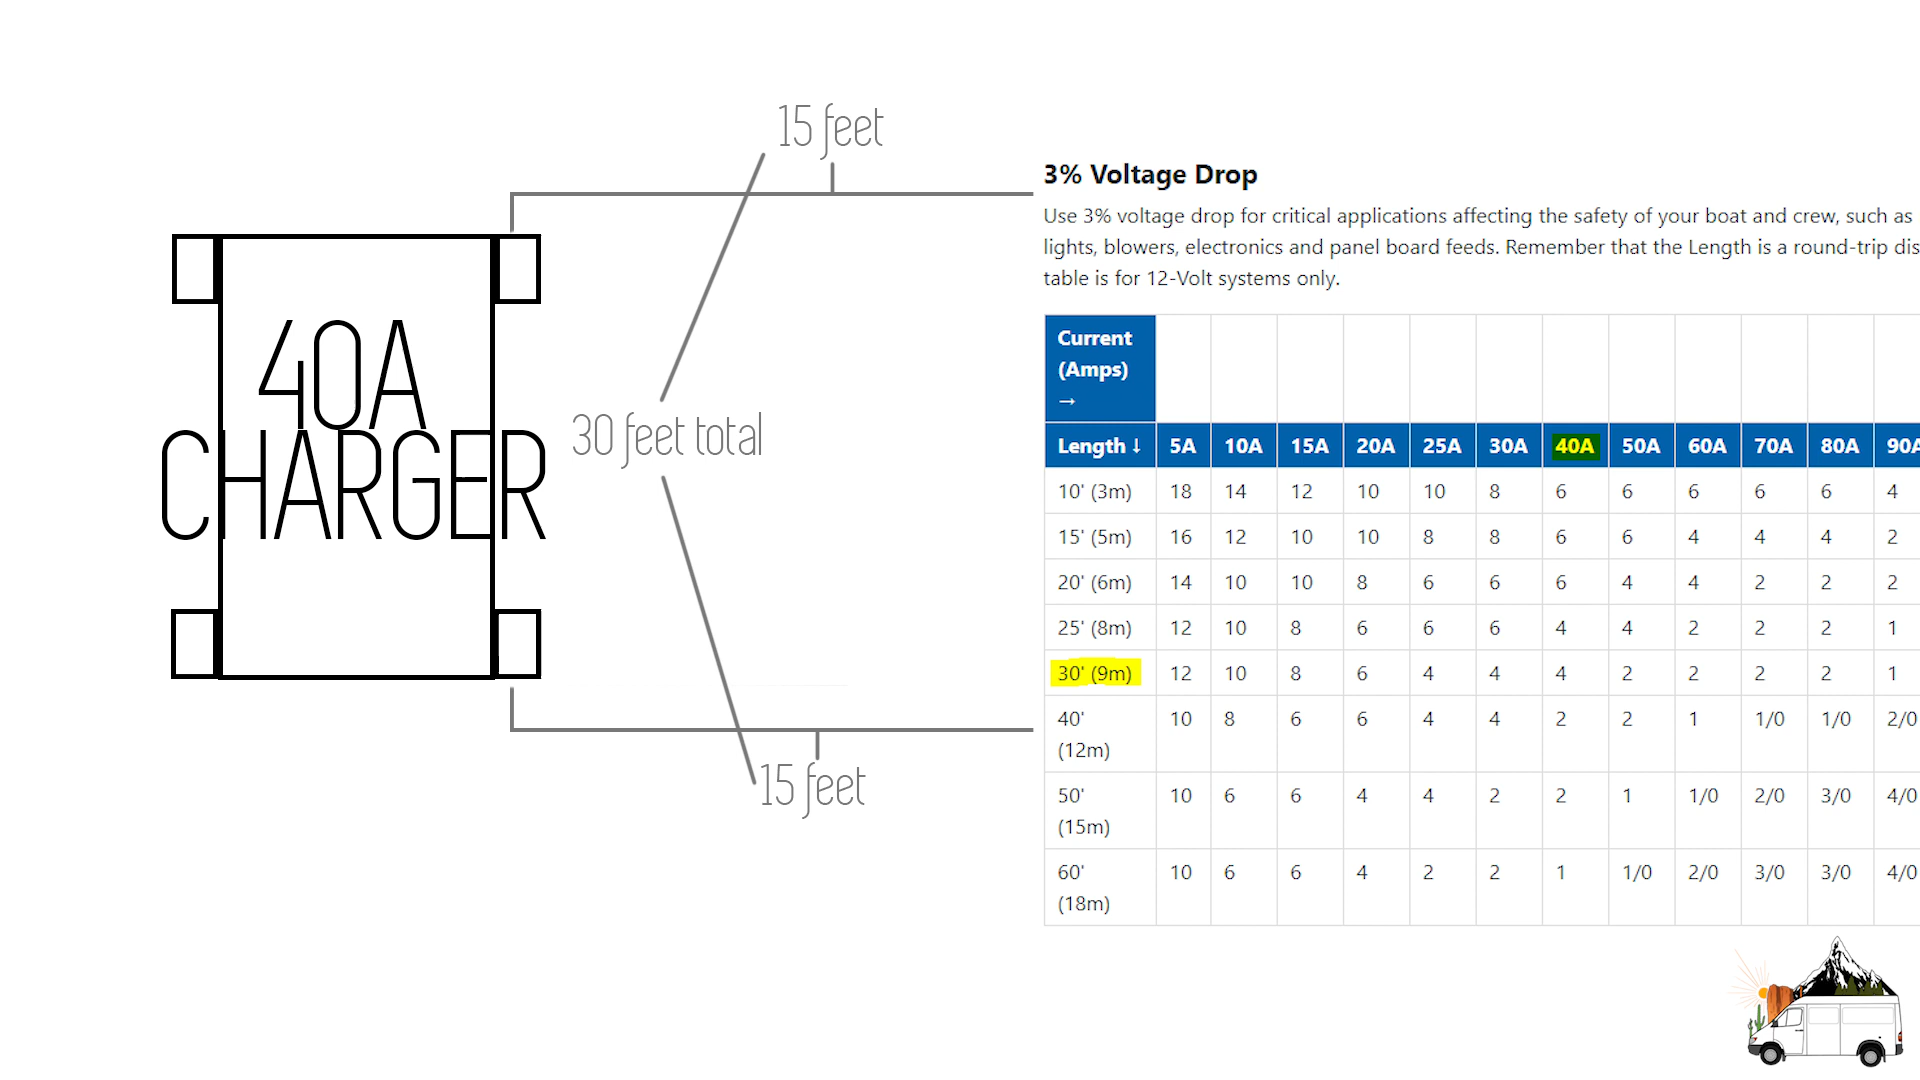 15 feet
40A
CHARGER
30 feet total
15 feet
3% Voltage Drop
Use 3% voltage drop for critical applications affecting the safety of your boat and crew, such as
lights, blowers, electronics and panel board feeds. Remember that the Length is a round-trip dis
table is for 12-Volt systems only.
Current
(Amps)
→
Length ↓ 5A 10A 15A 20A 25A 30A 40A 50A 60A 70A 80A 90A
10' (3m) 18 14 12 10 10 8 6 6 6 6 6 4
15' (5m) 16 12 10 10 8 8 6 6 4 4 4 2
20' (6m) 14 10 10 8 6 6 6 4 4 2 2 2
25' (8m) 12 10 8 6 6 6 4 4 2 2 2 1
30' (9m) 12 10 8 6 4 4 4 2 2 2 2 1
40' 10 8 6 6 4 4 2 2 1 1/0 1/0 2/0
(12m)
50' 10 6 6 4 4 2 2 1 1/0 2/0 3/0 4/0
(15m)
60' 10 6 6 4 2 2 1 1/0 2/0 3/0 3/0 4/0
(18m)